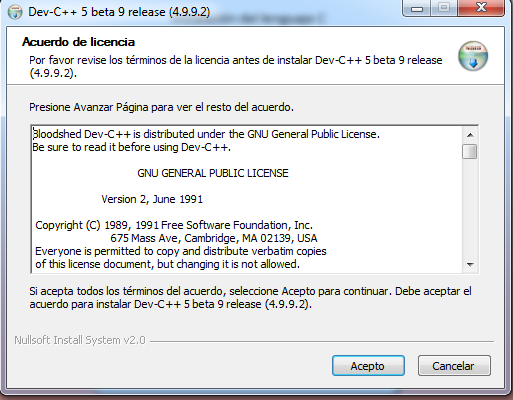 Dev-C++ 5 beta 9 release (4.9.9.2)
Acuerdo de licencia
Por favor revise los términos de la licencia antes de instalar Dev-C++ 5 beta 9 release
(4.9.9.2).
Presione Avanzar Página para ver el resto del acuerdo.
Bloodshed Dev-C++ is distributed under the GNU General Public License.
Be sure to read it before using Dev-C++.
GNU GENERAL PUBLIC LICENSE
Version 2, June 1991
Copyright (C) 1989, 1991 Free Software Foundation, Inc.
675 Mass Ave, Cambridge, MA 02139, USA
Everyone is permitted to copy and distribute verbatim copies
of this license document, but changing it is not allowed.
Si acepta todos los términos del acuerdo, seleccione Acepto para continuar. Debe aceptar el
acuerdo para instalar Dev-C++ 5 beta 9 release (4.9.9.2).
Nullsoft Install System v2.0
Acepto
Cancelar